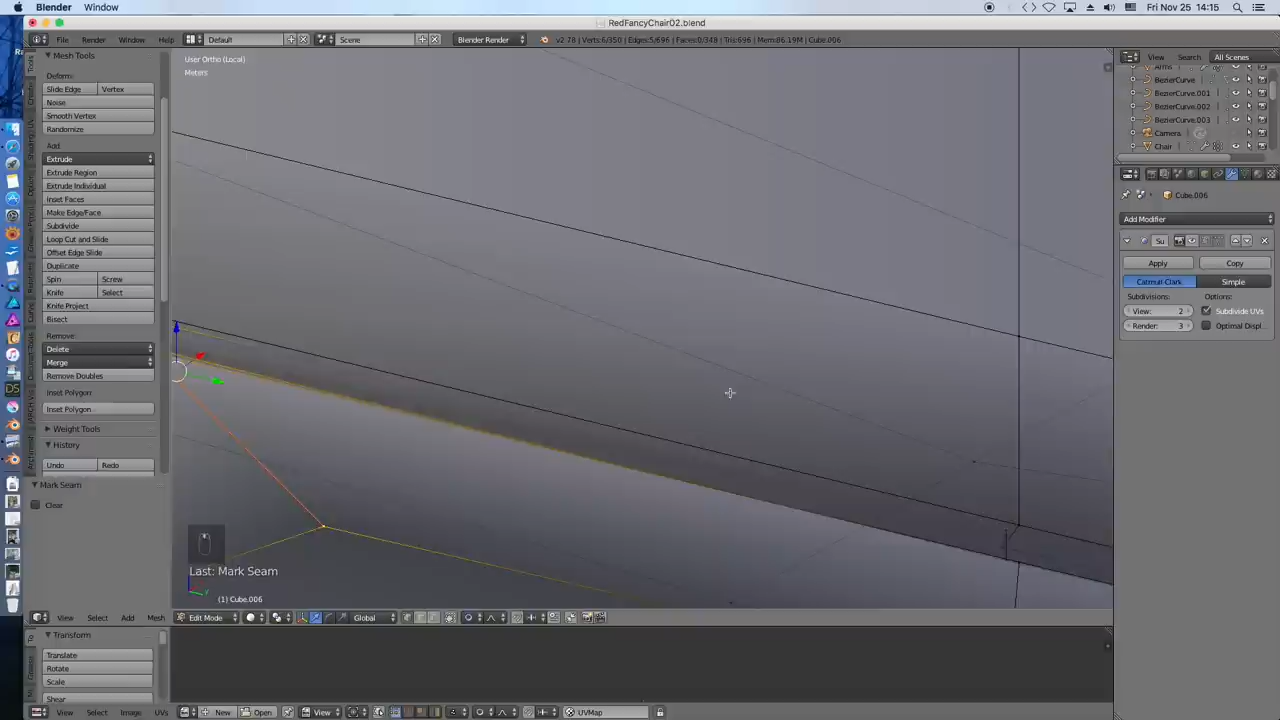 Blender Window Fri Nov 25 14:15
RedFancyChair02.blend
File Render Window Help Default Scene Blender Render v2.78 | Verts:6/350 | Edges:5/696 | Faces:0/348 | Tris:696 | Mem:86.19M | Cube.006
Mesh Tools
User Ortho (Local)
Meters
View Search All Scenes
Arms
BezierCurve
BezierCurve.001
BezierCurve.002
BezierCurve.003
Camera
Chair
Deform:
Slide Edge Vertex
Noise
Smooth Vertex
Randomize
Add:
Extrude
Extrude Region
Extrude Individual
Inset Faces
Make Edge/Face
Subdivide
Loop Cut and Slide
Offset Edge Slide
Duplicate
Spin Screw
Knife Select
Knife Project
Bisect
Remove:
Delete
Merge
Remove Doubles
Inset Polygon:
Inset Polygon
Weight Tools
History
Undo Redo
Mark Seam
Clear
Cube.006
Add Modifier
Su
Apply Copy
Catmull-Clark Simple
Subdivisions: Options:
View: 2 Subdivide UVs
Render: 3 Optimal Displ..
Last: Mark Seam
(1) Cube.006
View Select Add Mesh Edit Mode Global
Transform
Translate
Rotate
Scale
Shear
View Select Image UVs New Open View UVMap